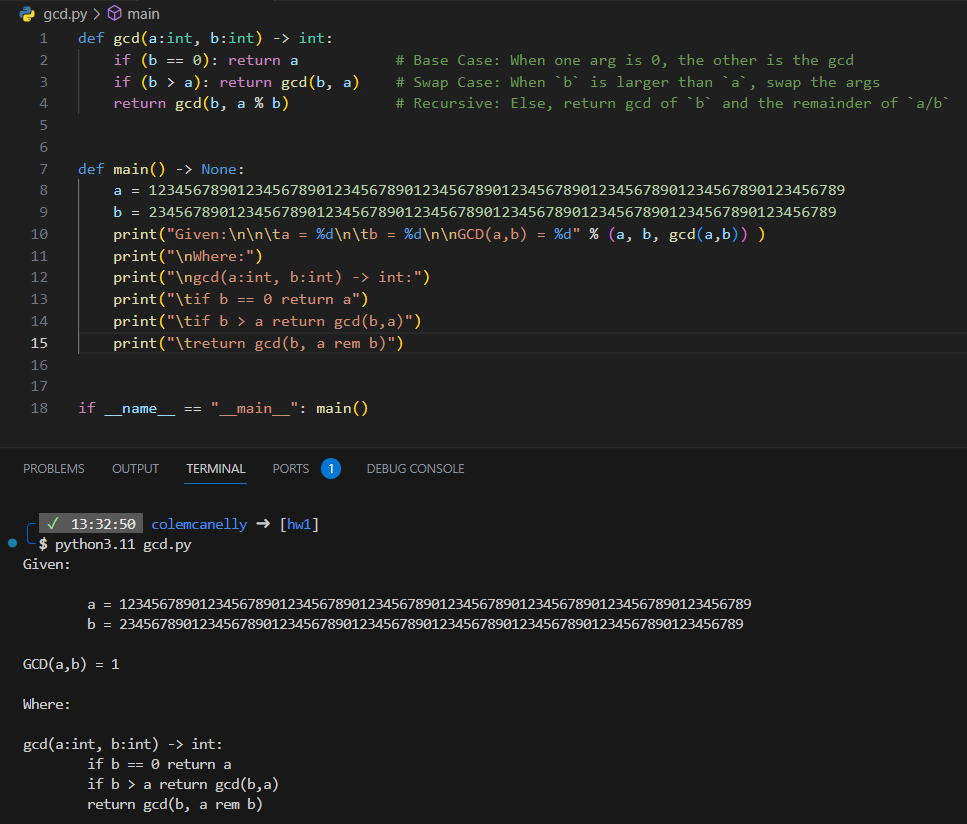 gcd.py > main
1 def gcd(a:int, b:int) -> int:
2     if (b == 0): return a           # Base Case: When one arg is 0, the other is the gcd
3     if (b > a): return gcd(b, a)    # Swap Case: When `b` is larger than `a`, swap the args
4     return gcd(b, a % b)            # Recursive: Else, return gcd of `b` and the remainder of `a/b`
5
6
7 def main() -> None:
8     a = 1234567890123456789012345678901234567890123456789012345678901234567890123456789
9     b = 234567890123456789012345678901234567890123456789012345678901234567890123456789
10     print("Given:\n\n\ta = %d\n\tb = %d\n\nGCD(a,b) = %d" % (a, b, gcd(a,b)) )
11     print("\nWhere:")
12     print("\ngcd(a:int, b:int) -> int:")
13     print("\tif b == 0 return a")
14     print("\tif b > a return gcd(b,a)")
15     print("\treturn gcd(b, a rem b)")
16
17
18 if __name__ == "__main__": main()
PROBLEMS OUTPUT TERMINAL PORTS 1 DEBUG CONSOLE
✓ 13:32:50 colemcanelly → [hw1]
$ python3.11 gcd.py
Given:
a = 1234567890123456789012345678901234567890123456789012345678901234567890123456789
b = 234567890123456789012345678901234567890123456789012345678901234567890123456789
GCD(a,b) = 1
Where:
gcd(a:int, b:int) -> int:
if b == 0 return a
if b > a return gcd(b,a)
return gcd(b, a rem b)